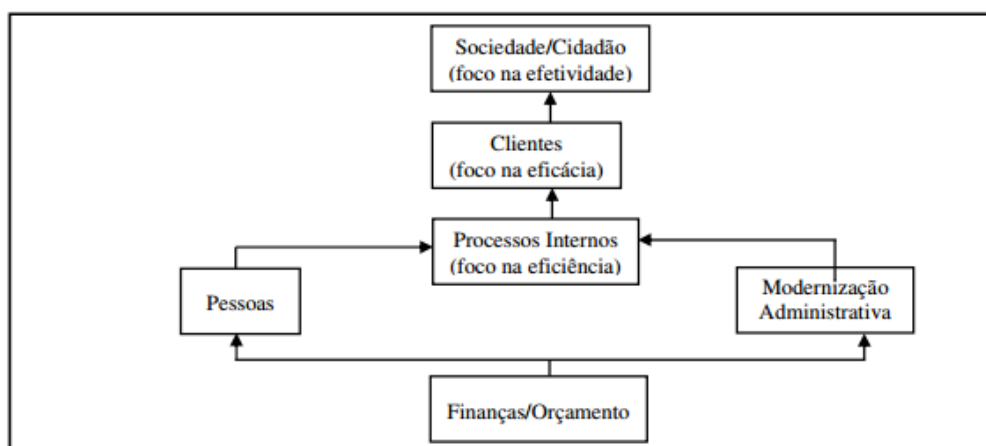 Sociedade/Cidadão
(foco na efetividade)
Clientes
(foco na eficácia)
Processos Internos
(foco na eficiência)
Pessoas
Modernização
Administrativa
Finanças/Orçamento